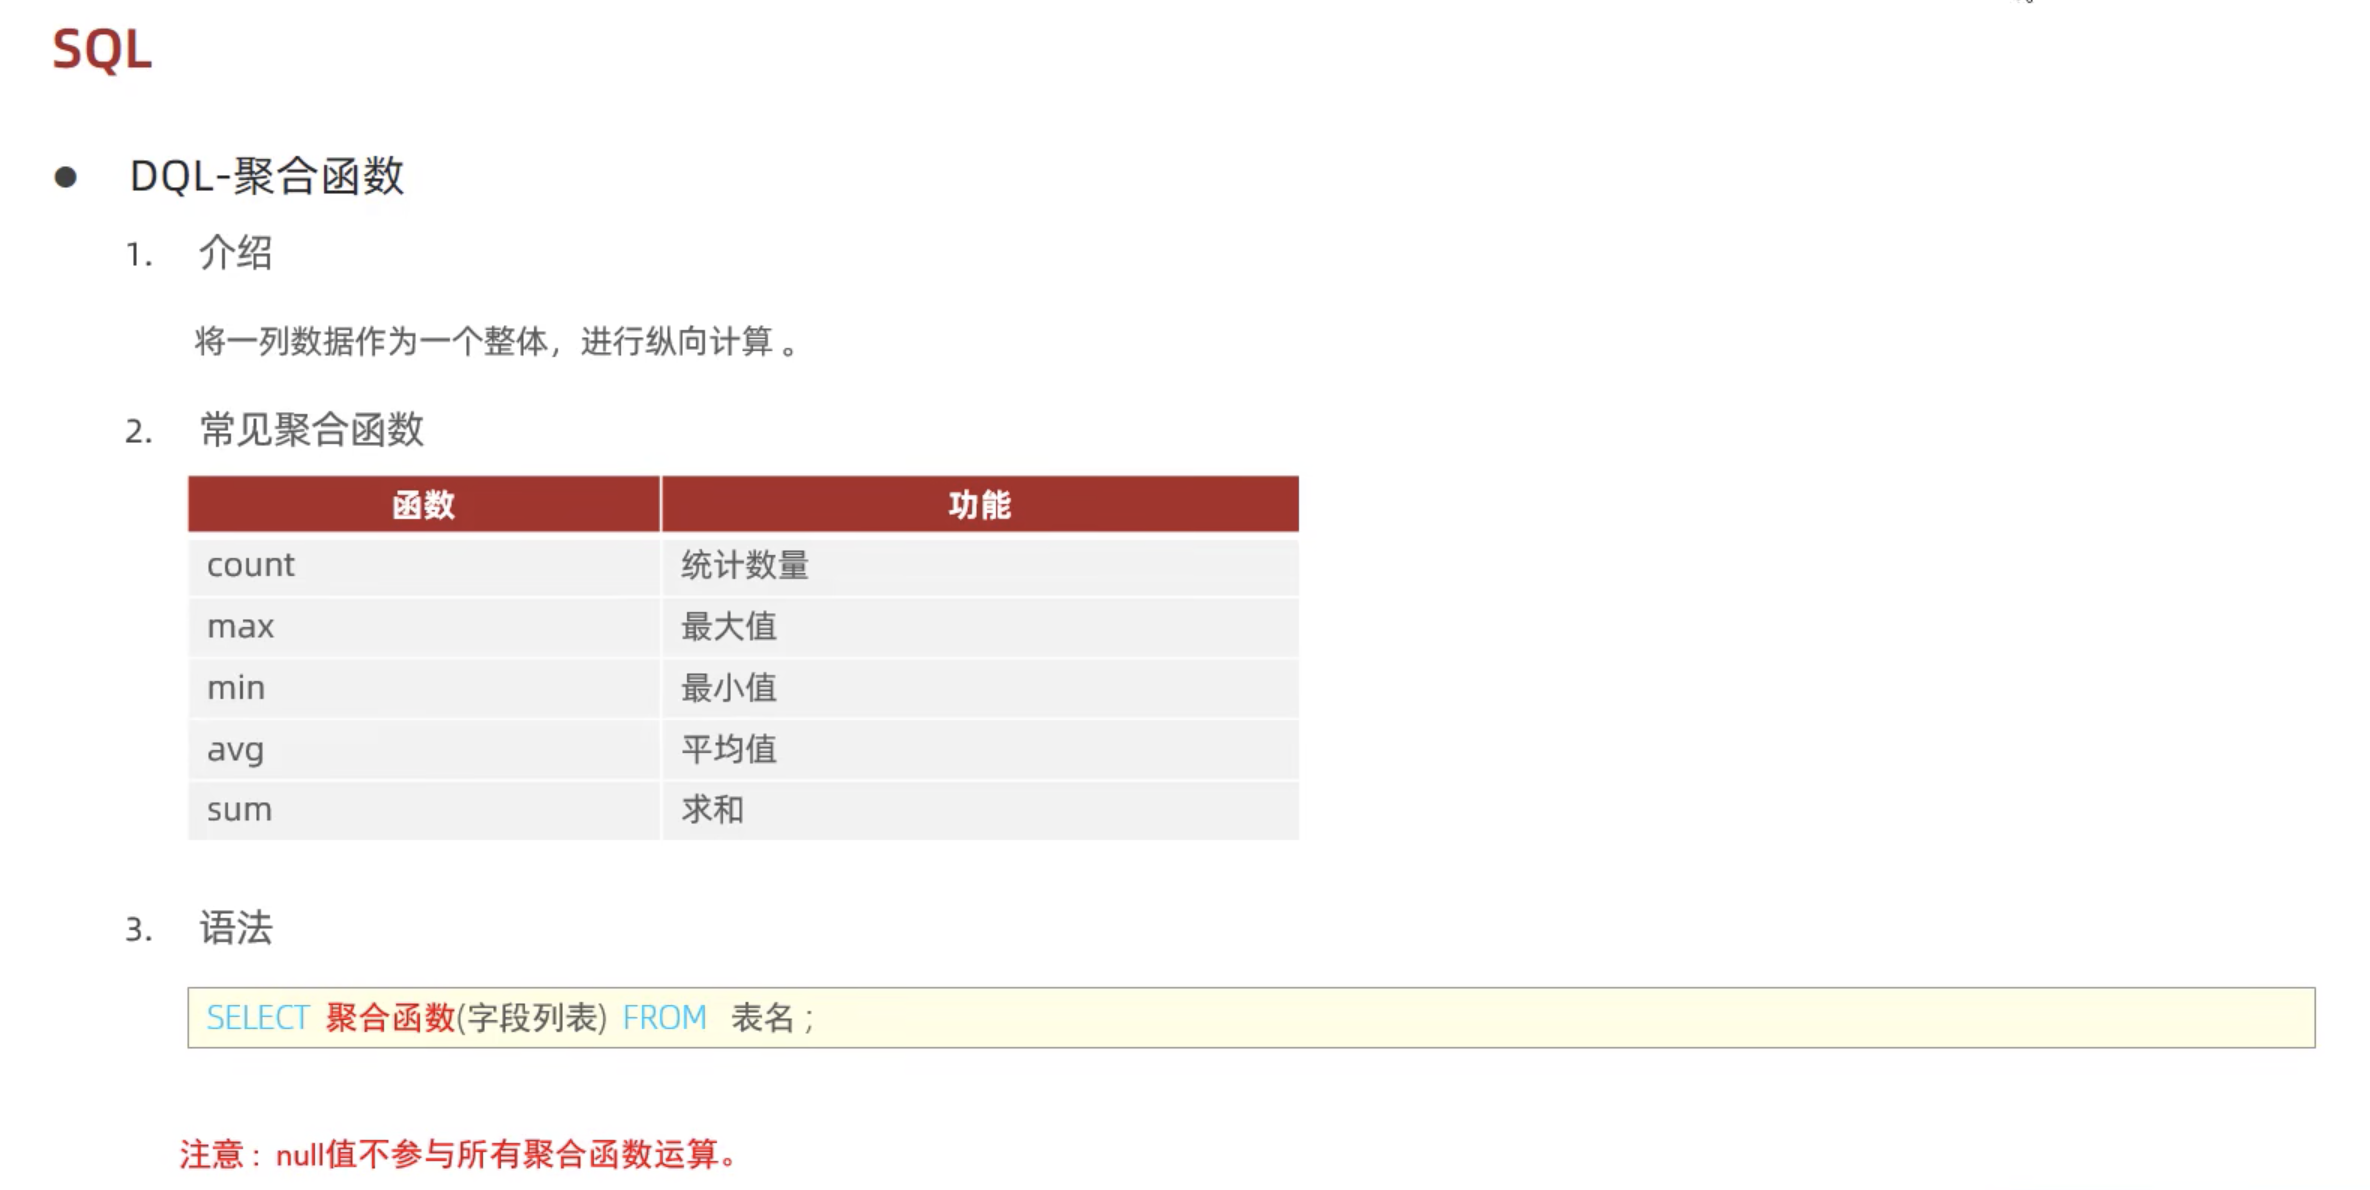 SQL
● DQL-聚合函数
1. 介绍
将一列数据作为一个整体，进行纵向计算 。
2. 常见聚合函数
函数 功能
count 统计数量
max 最大值
min 最小值
avg 平均值
sum 求和
3. 语法
SELECT 聚合函数(字段列表) FROM 表名 ;
注意 : null值不参与所有聚合函数运算。